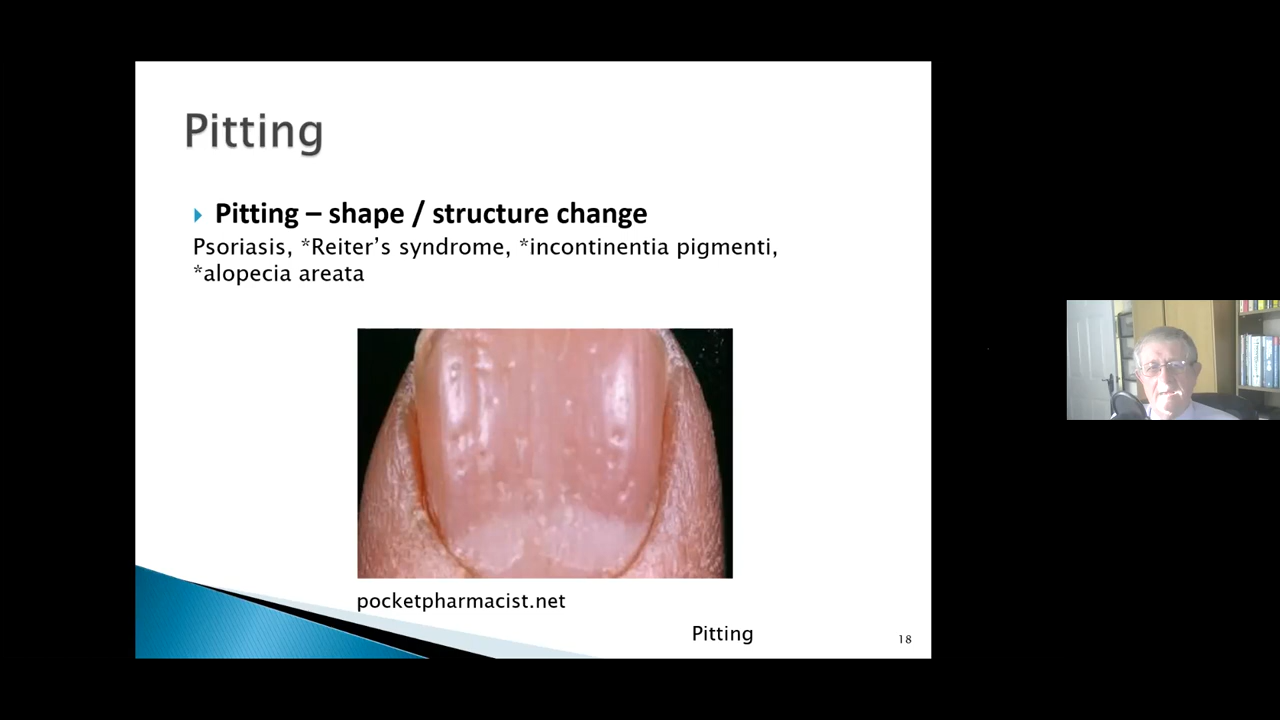 Pitting
Pitting – shape / structure change
Psoriasis, *Reiter’s syndrome, *incontinentia pigmenti,
*alopecia areata
pocketpharmacist.net
Pitting
18